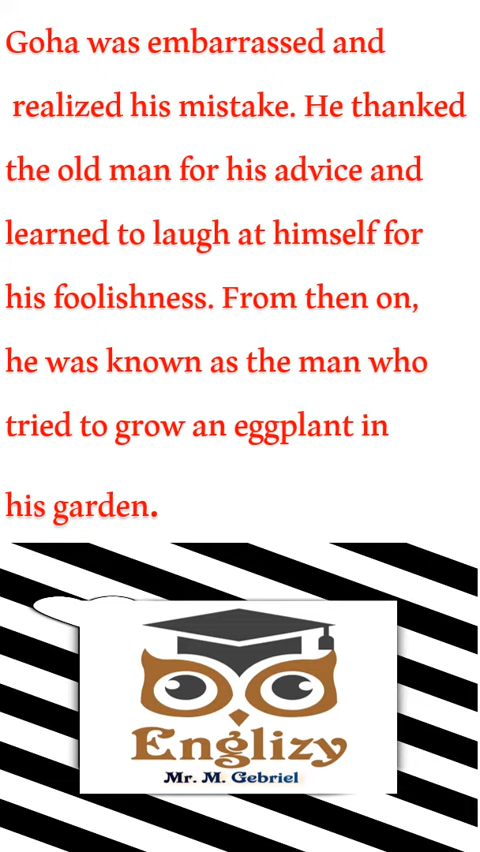 Goha was embarrassed and
realized his mistake. He thanked
the old man for his advice and
learned to laugh at himself for
his foolishness. From then on,
he was known as the man who
tried to grow an eggplant in
his garden.
Englizy
Mr. M. Gebriel